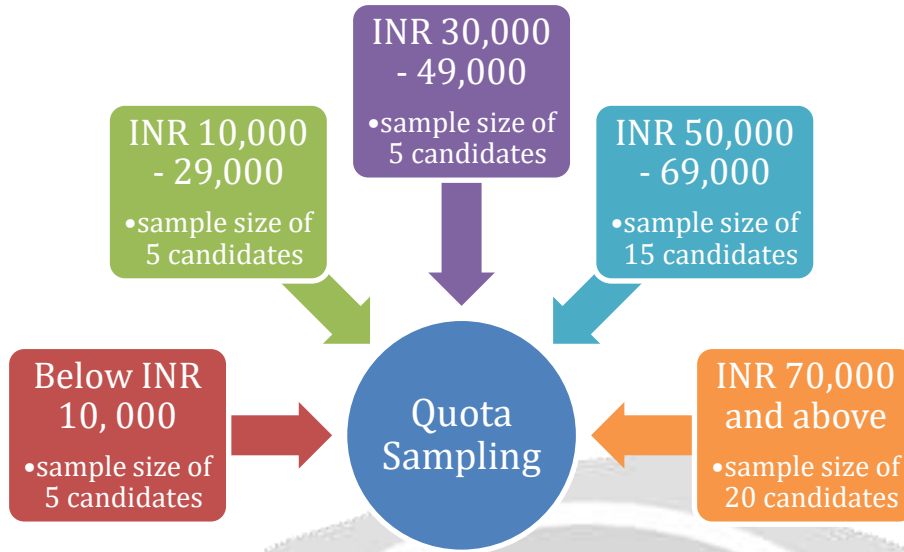 INR 30,000
- 49,000
•sample size of
5 candidates
INR 10,000
- 29,000
•sample size of
5 candidates
INR 50,000
- 69,000
•sample size of
15 candidates
Below INR
10, 000
•sample size of
5 candidates
Quota
Sampling
INR 70,000
and above
•sample size of
20 candidates